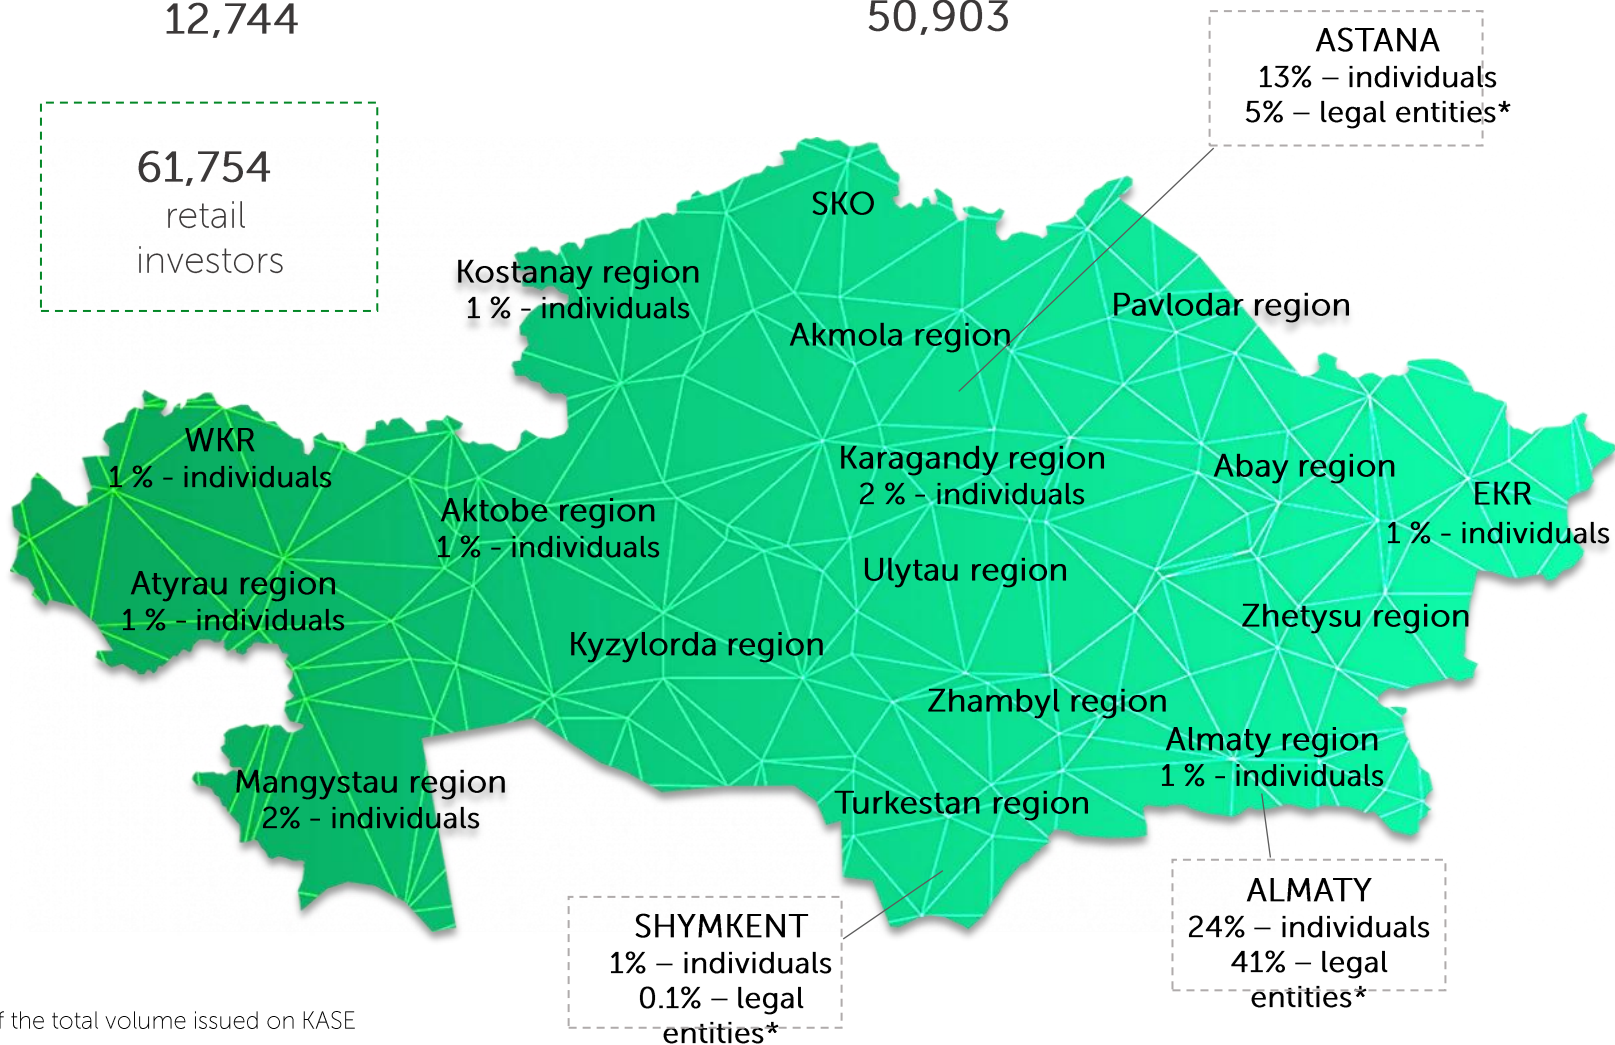 12,744
50,903
ASTANA
13% – individuals
5% – legal entities*
61,754
retail
investors
SKO
Kostanay region
1 % - individuals
Pavlodar region
Akmola region
WKR
1 % - individuals
Karagandy region
2 % - individuals
Abay region
EKR
1 % - individuals
Aktobe region
1 % - individuals
Ulytau region
Atyrau region
1 % - individuals
Zhetysu region
Kyzylorda region
Zhambyl region
Almaty region
1 % - individuals
Mangystau region
2% - individuals
Turkestan region
ALMATY
24% – individuals
41% – legal
entities*
SHYMKENT
1% – individuals
0.1% – legal
entities*
the total volume issued on KASE